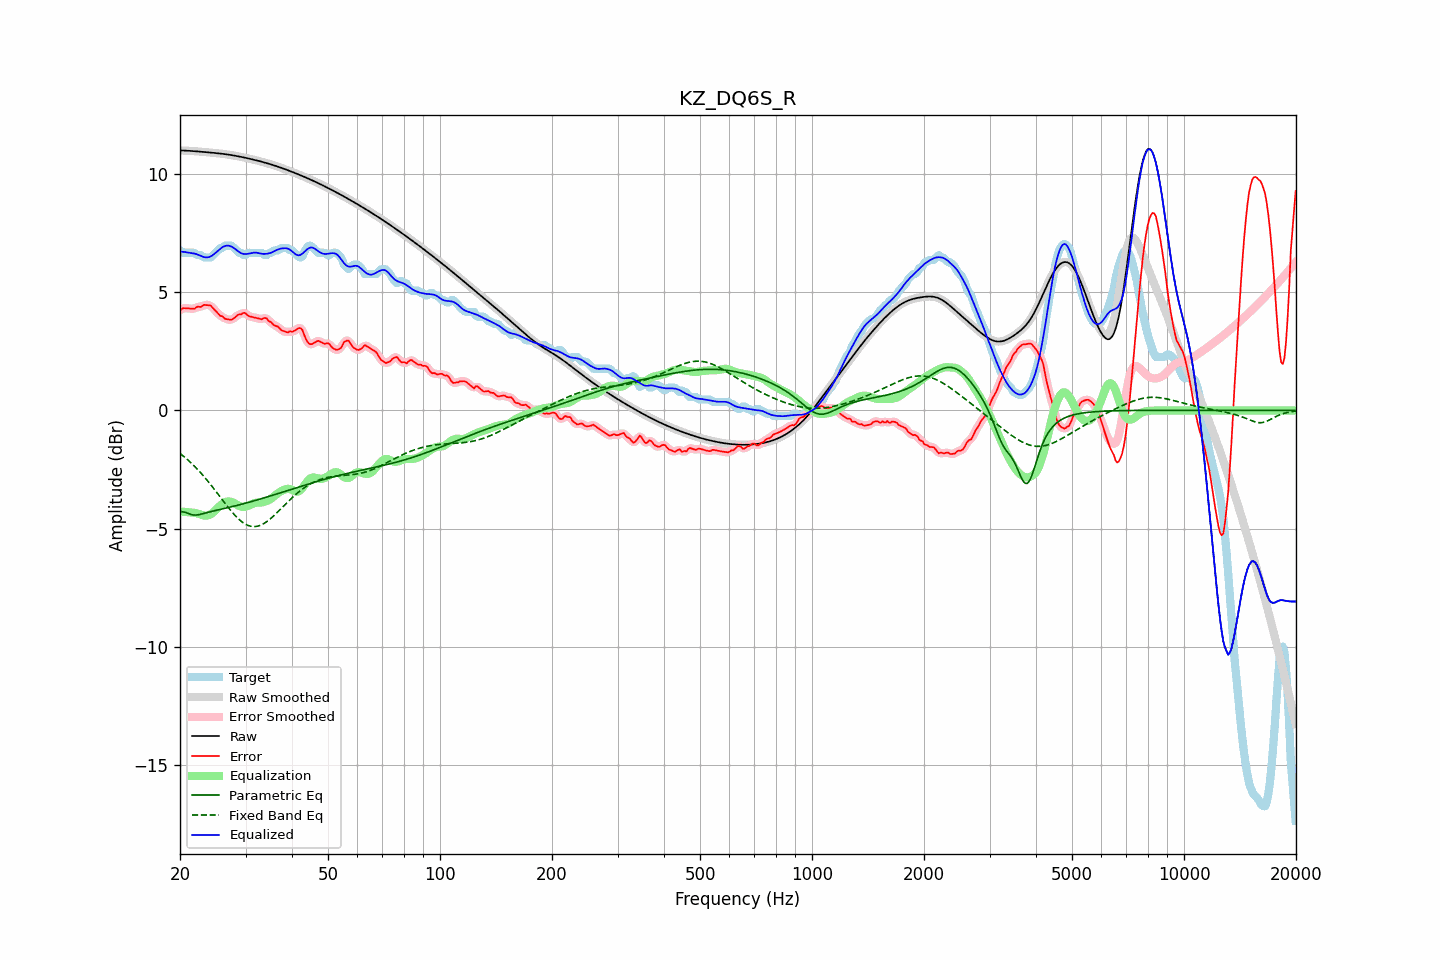 KZ_DQ6S_R
Amplitude (dBr)
10
5
0
−5
−10
−15
Target
Raw Smoothed
Error Smoothed
Raw
Error
Equalization
Parametric Eq
Fixed Band Eq
Equalized
20 50 100 200 500 1000 2000 5000 10000 20000
Frequency (Hz)